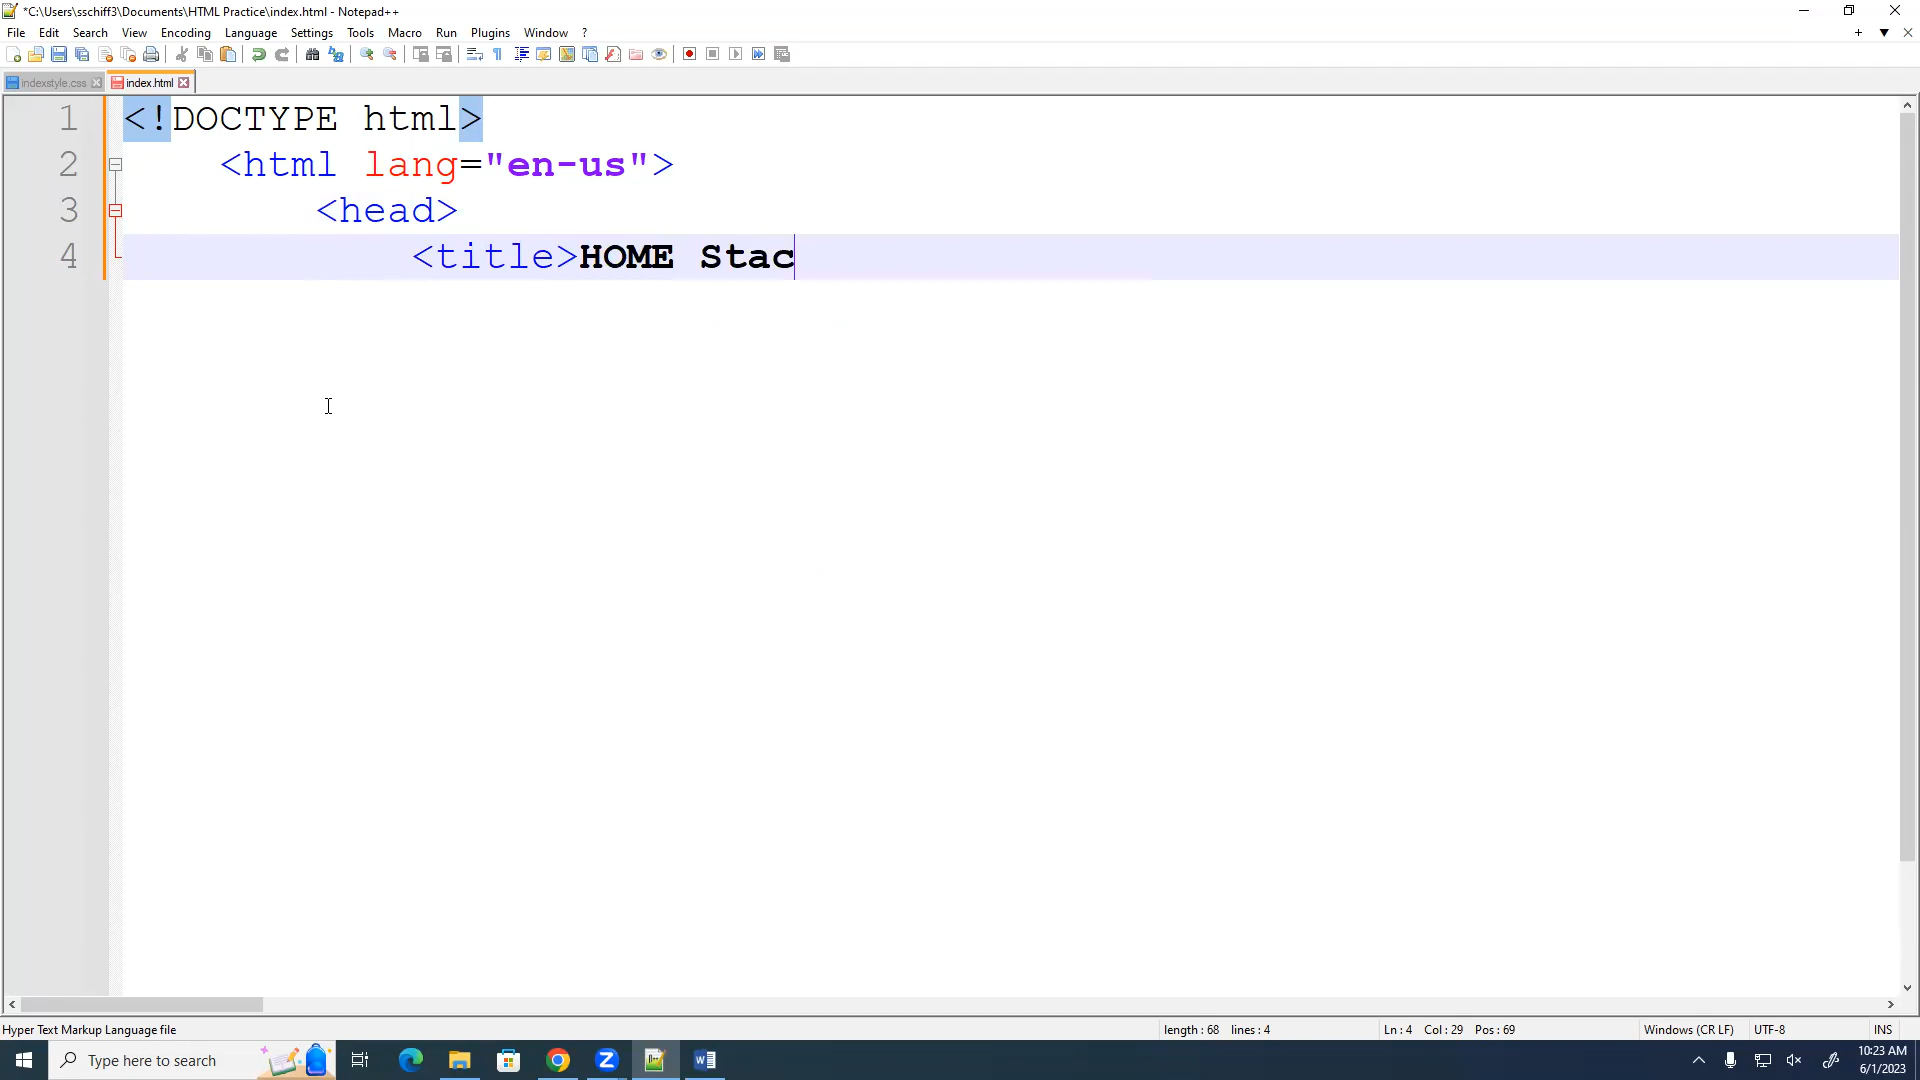 *C:\Users\sschiff3\Documents\HTML Practice\index.html - Notepad++
File Edit Search View Encoding Language Settings Tools Macro Run Plugins Window ?
indexstyle.css index.html
1 <!DOCTYPE html>
2 <html lang="en-us">
3 <head>
4 <title>HOME Stac
Hyper Text Markup Language file length : 68 lines : 4 Ln : 4 Col : 29 Pos : 69 Windows (CR LF) UTF-8 INS
Type here to search
10:23 AM
6/1/2023